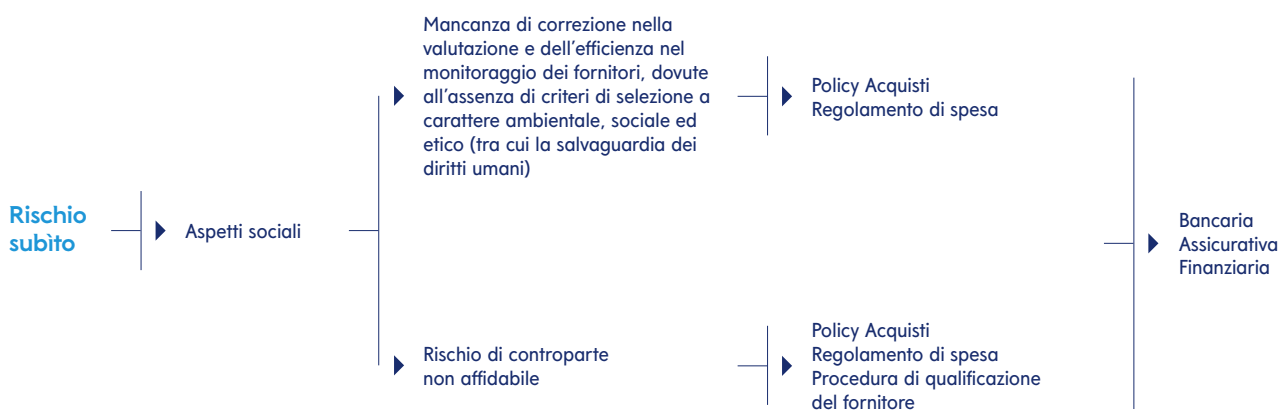 Rischio
subìto
Aspetti sociali
Mancanza di correzione nella
valutazione e dell'efficienza nel
monitoraggio dei fornitori, dovute
all'assenza di criteri di selezione a
carattere ambientale, sociale ed
etico (tra cui la salvaguardia dei
diritti umani)
Policy Acquisti
Regolamento di spesa
Rischio di controparte
non affidabile
Policy Acquisti
Regolamento di spesa
Procedura di qualificazione
del fornitore
Bancaria
Assicurativa
Finanziaria